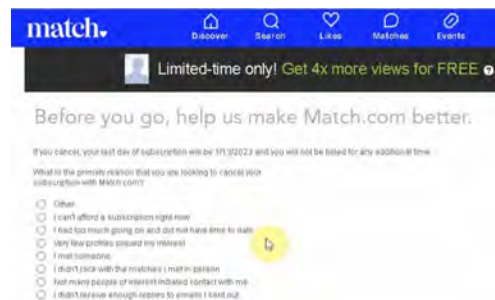 match.
Discover Search Likes Matches Events
Limited-time only! Get 4x more views for FREE
Before you go, help us make Match.com better.
If you cancel, your last day of subscription will be 1/13/2023 and you will not be billed for any additional time
What is the primary reason that you are looking to cancel your
subscription with Match.com?
Other
I can't afford a subscription right now
I had too much going on and did not have time to date
Very few profiles piqued my interest
I met someone
I didn't click with the matches I met in person
Not many people of interest initiated contact with me
I didn't receive enough replies to emails I sent out